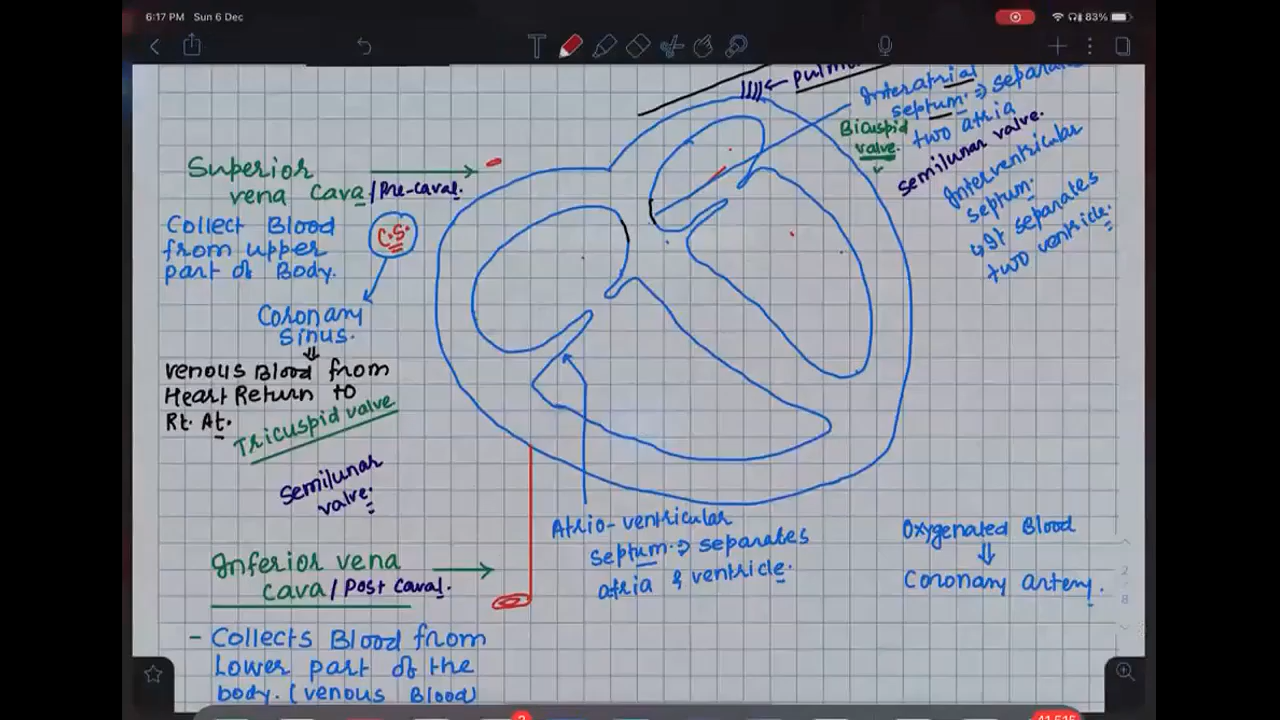 6:17 PM Sun 6 Dec
83%
T
Interatrial
septum. => separates
two atria
Bicuspid
valve.
semilunar valve.
Interventricular
septum.
↳ It separates
two ventricle.
Superior
vena cava/Pre-caval.
Collect Blood
from upper
part of Body.
C.S.
Coronary
sinus.
venous Blood from
Heart Return to
Rt. At.
Tricuspid valve
Semilunar
valve.
Inferior vena
cava/Post caval.
- Collects Blood from
Lower part of the
body. (venous Blood)
Atrio-ventricular
septum. => separates
atria & ventricle.
Oxygenated Blood
Coronary artery.
2
8